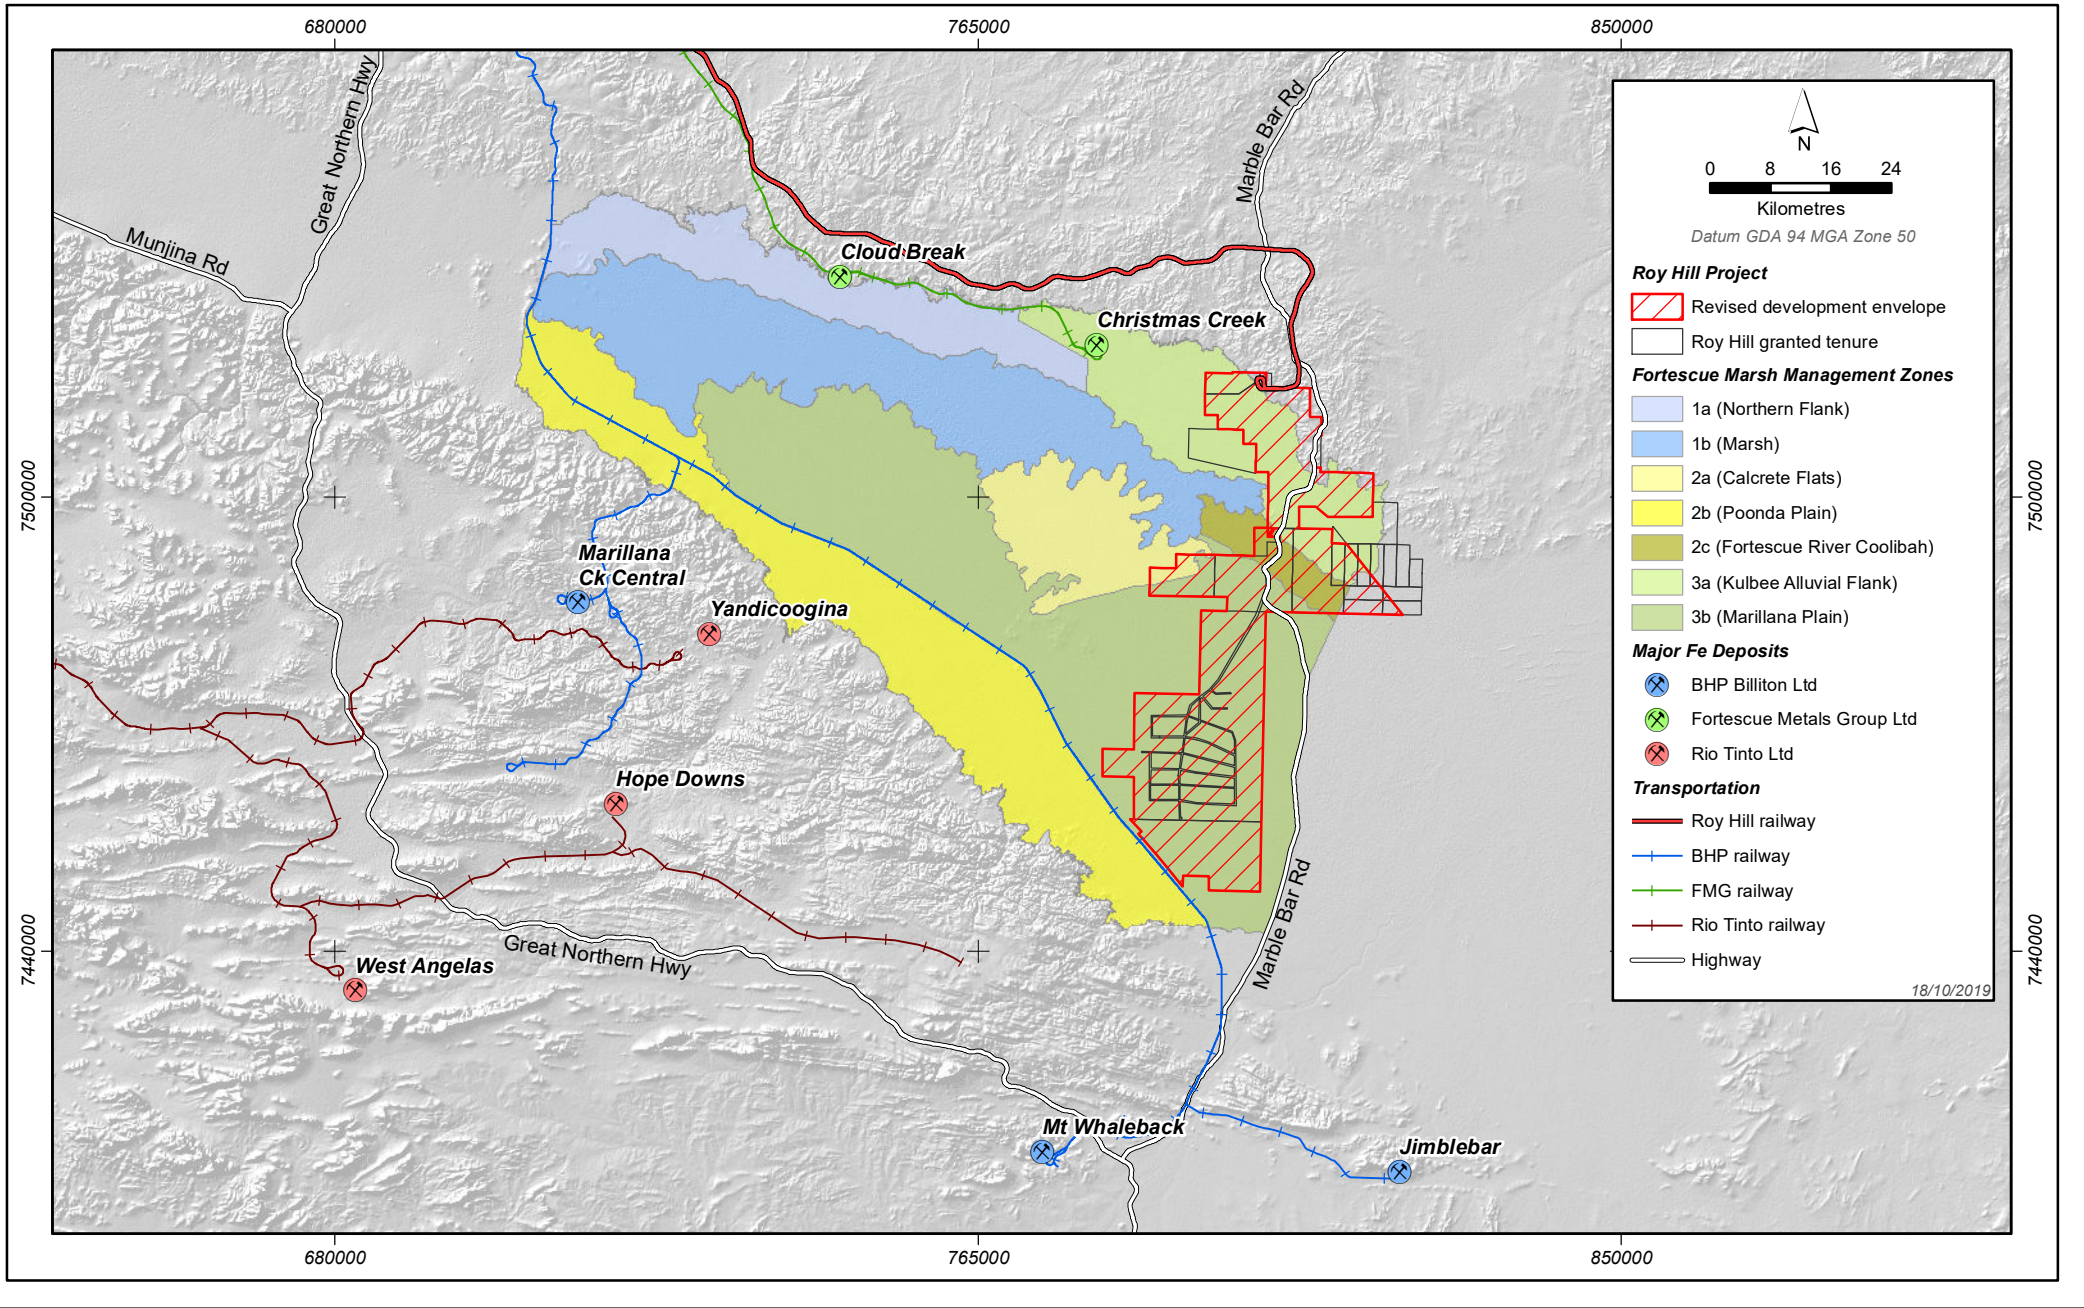 680000
765000
850000
7500000
7440000
7500000
7440000
680000
765000
850000
Great Northern Hwy
Munjina Rd
Marble Bar Rd
Cloud Break
Christmas Creek
Marillana
Ck Central
Yandicoogina
Hope Downs
West Angelas
Great Northern Hwy
Marble Bar Rd
Mt Whaleback
Jimblebar
N
0 8 16 24
Kilometres
Datum GDA 94 MGA Zone 50
Roy Hill Project
Revised development envelope
Roy Hill granted tenure
Fortescue Marsh Management Zones
1a (Northern Flank)
1b (Marsh)
2a (Calcrete Flats)
2b (Poonda Plain)
2c (Fortescue River Coolibah)
3a (Kulbee Alluvial Flank)
3b (Marillana Plain)
Major Fe Deposits
BHP Billiton Ltd
Fortescue Metals Group Ltd
Rio Tinto Ltd
Transportation
Roy Hill railway
BHP railway
FMG railway
Rio Tinto railway
Highway
18/10/2019